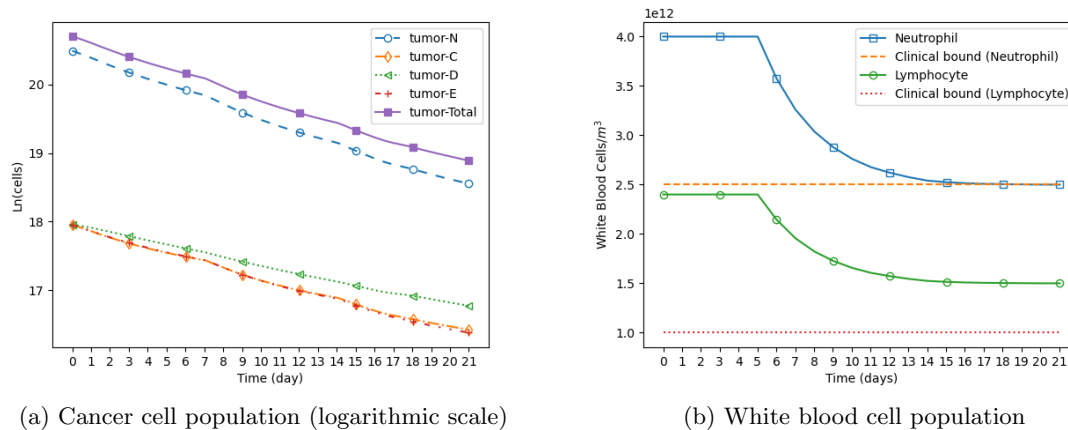 20
19
18
17
Ln(cells)
tumor-N
tumor-C
tumor-D
tumor-E
tumor-Total
0 1 2 3 4 5 6 7 8 9 10 11 12 13 14 15 16 17 18 19 20 21
Time (day)
(a) Cancer cell population (logarithmic scale)
1e12
4.0
3.5
3.0
2.5
2.0
1.5
1.0
White Blood Cells/m³
Neutrophil
Clinical bound (Neutrophil)
Lymphocyte
Clinical bound (Lymphocyte)
0 1 2 3 4 5 6 7 8 9 10 11 12 13 14 15 16 17 18 19 20 21
Time (days)
(b) White blood cell population